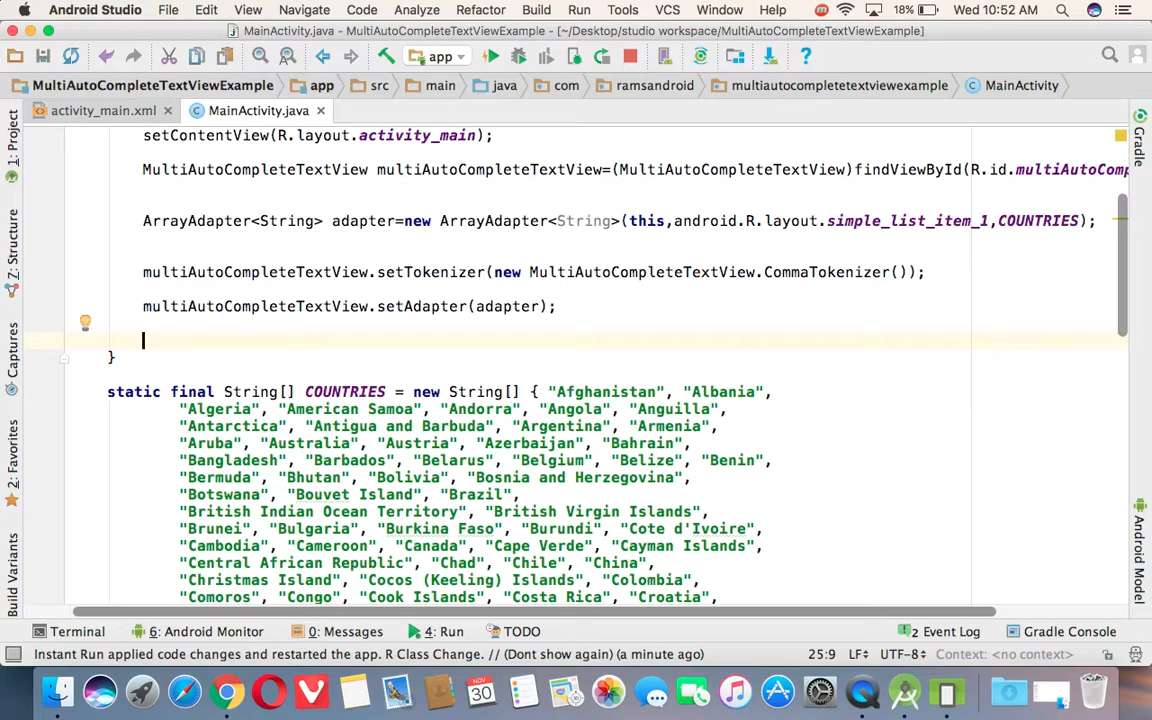 Android Studio File Edit View Navigate Code Analyze Refactor Build Run Tools VCS Window Help 18% Wed 10:52 AM
MainActivity.java - MultiAutoCompleteTextViewExample - [~/Desktop/studio workspace/MultiAutoCompleteTextViewExample]
app
MultiAutoCompleteTextViewExample app src main java com ramsandroid multiautocompletetextviewexample MainActivity
activity_main.xml MainActivity.java
setContentView(R.layout.activity_main);
MultiAutoCompleteTextView multiAutoCompleteTextView=(MultiAutoCompleteTextView)findViewById(R.id.multiAutoComp
ArrayAdapter<String> adapter=new ArrayAdapter<String>(this,android.R.layout.simple_list_item_1,COUNTRIES);
multiAutoCompleteTextView.setTokenizer(new MultiAutoCompleteTextView.CommaTokenizer());
multiAutoCompleteTextView.setAdapter(adapter);
}
static final String[] COUNTRIES = new String[] { "Afghanistan", "Albania",
"Algeria", "American Samoa", "Andorra", "Angola", "Anguilla",
"Antarctica", "Antigua and Barbuda", "Argentina", "Armenia",
"Aruba", "Australia", "Austria", "Azerbaijan", "Bahrain",
"Bangladesh", "Barbados", "Belarus", "Belgium", "Belize", "Benin",
"Bermuda", "Bhutan", "Bolivia", "Bosnia and Herzegovina",
"Botswana", "Bouvet Island", "Brazil",
"British Indian Ocean Territory", "British Virgin Islands",
"Brunei", "Bulgaria", "Burkina Faso", "Burundi", "Cote d'Ivoire",
"Cambodia", "Cameroon", "Canada", "Cape Verde", "Cayman Islands",
"Central African Republic", "Chad", "Chile", "China",
"Christmas Island", "Cocos (Keeling) Islands", "Colombia",
"Comoros", "Congo", "Cook Islands", "Costa Rica", "Croatia",
1: Project
7: Structure
Captures
2: Favorites
Build Variants
Gradle
Android Model
Terminal 6: Android Monitor 0: Messages 4: Run TODO 2 Event Log Gradle Console
Instant Run applied code changes and restarted the app. R Class Change. // (Dont show again) (a minute ago) 25:9 LF UTF-8 Context: <no context>
NOV
30